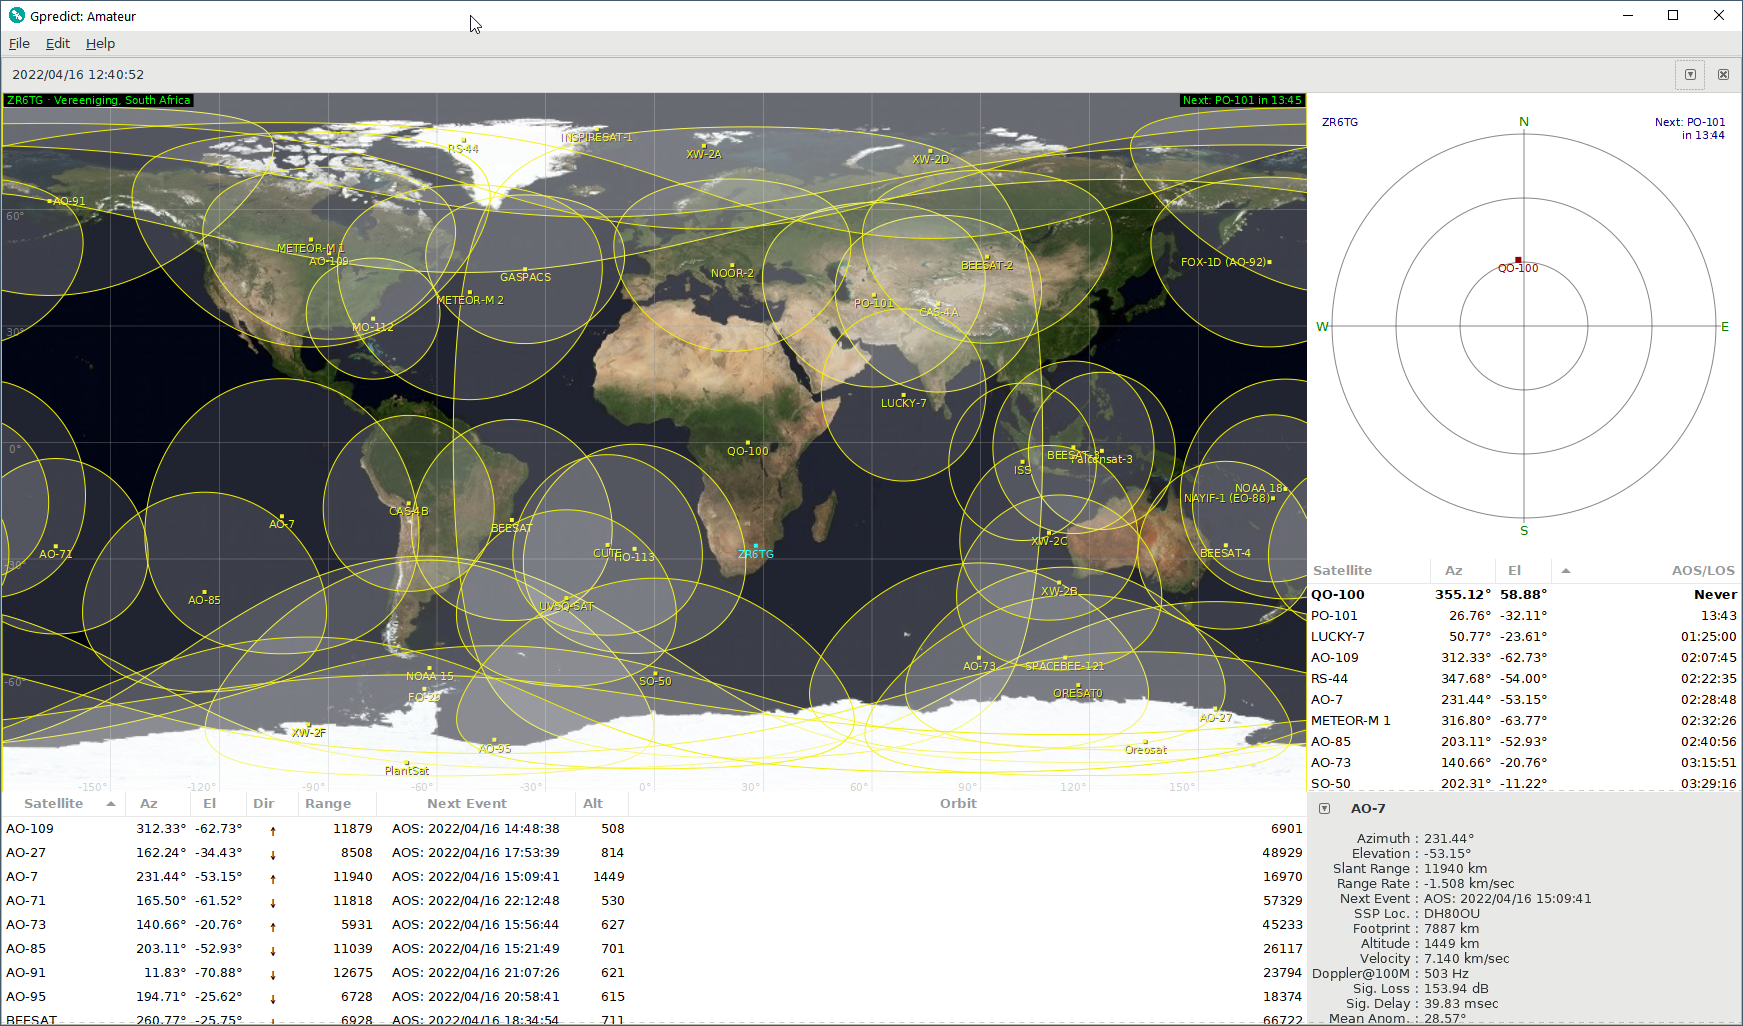 Gpredict: Amateur
File Edit Help
2022/04/16 12:40:52
ZR6TG · Vereeniging, South Africa
Next: PO-101 in 13:45
INSPIRESAT-1
RS-44
XW-2A
XW-2D
AO-91
60°
METEOR-M 1
AO-109
GASPACS
NOOR-2
BEESAT-2
FOX-1D (AO-92)
METEOR-M 2
PO-101
CAS-4A
MO-112
30°
LUCKY-7
0°
QO-100
BEESAT-3
Falconsat-3
ISS
NOAA 18
NAYIF-1 (EO-88)
CAS-4B
AO-7
BEESAT
XW-2C
AO-71
CUTE
HO-113
ZR6TG
BEESAT-4
-30°
XW-2B
AO-85
UVSQ-SAT
AO-73
SPACEBEE-121
NOAA 15
-60°
SO-50
ORESAT0
AO-27
XW-2F
AO-95
Oreosat
PlantSat
-150° -120° -90° -60° -30° 0° 30° 60° 90° 120° 150°
ZR6TG
N
Next: PO-101
in 13:44
QO-100
W
E
S
Satellite Az El AOS/LOS
QO-100 355.12° 58.88° Never
PO-101 26.76° -32.11° 13:43
LUCKY-7 50.77° -23.61° 01:25:00
AO-109 312.33° -62.73° 02:07:45
RS-44 347.68° -54.00° 02:22:35
AO-7 231.44° -53.15° 02:28:48
METEOR-M 1 316.80° -63.77° 02:32:26
AO-85 203.11° -52.93° 02:40:56
AO-73 140.66° -20.76° 03:15:51
SO-50 202.31° -11.22° 03:29:16
Satellite Az El Dir Range Next Event Alt Orbit
AO-109 312.33° -62.73° ↑ 11879 AOS: 2022/04/16 14:48:38 508 6901
AO-27 162.24° -34.43° ↓ 8508 AOS: 2022/04/16 17:53:39 814 48929
AO-7 231.44° -53.15° ↑ 11940 AOS: 2022/04/16 15:09:41 1449 16970
AO-71 165.50° -61.52° ↓ 11818 AOS: 2022/04/16 22:12:48 530 57329
AO-73 140.66° -20.76° ↑ 5931 AOS: 2022/04/16 15:56:44 627 45233
AO-85 203.11° -52.93° ↓ 11039 AOS: 2022/04/16 15:21:49 701 26117
AO-91 11.83° -70.88° ↓ 12675 AOS: 2022/04/16 21:07:26 621 23794
AO-95 194.71° -25.62° ↓ 6728 AOS: 2022/04/16 20:58:41 615 18374
BEESAT 260.77° -25.75° ↓ 6928 AOS: 2022/04/16 18:34:54 711 66722
AO-7
Azimuth : 231.44°
Elevation : -53.15°
Slant Range : 11940 km
Range Rate : -1.508 km/sec
Next Event : AOS: 2022/04/16 15:09:41
SSP Loc. : DH80OU
Footprint : 7887 km
Altitude : 1449 km
Velocity : 7.140 km/sec
Doppler@100M : 503 Hz
Sig. Loss : 153.94 dB
Sig. Delay : 39.83 msec
Mean Anom. : 28.57°